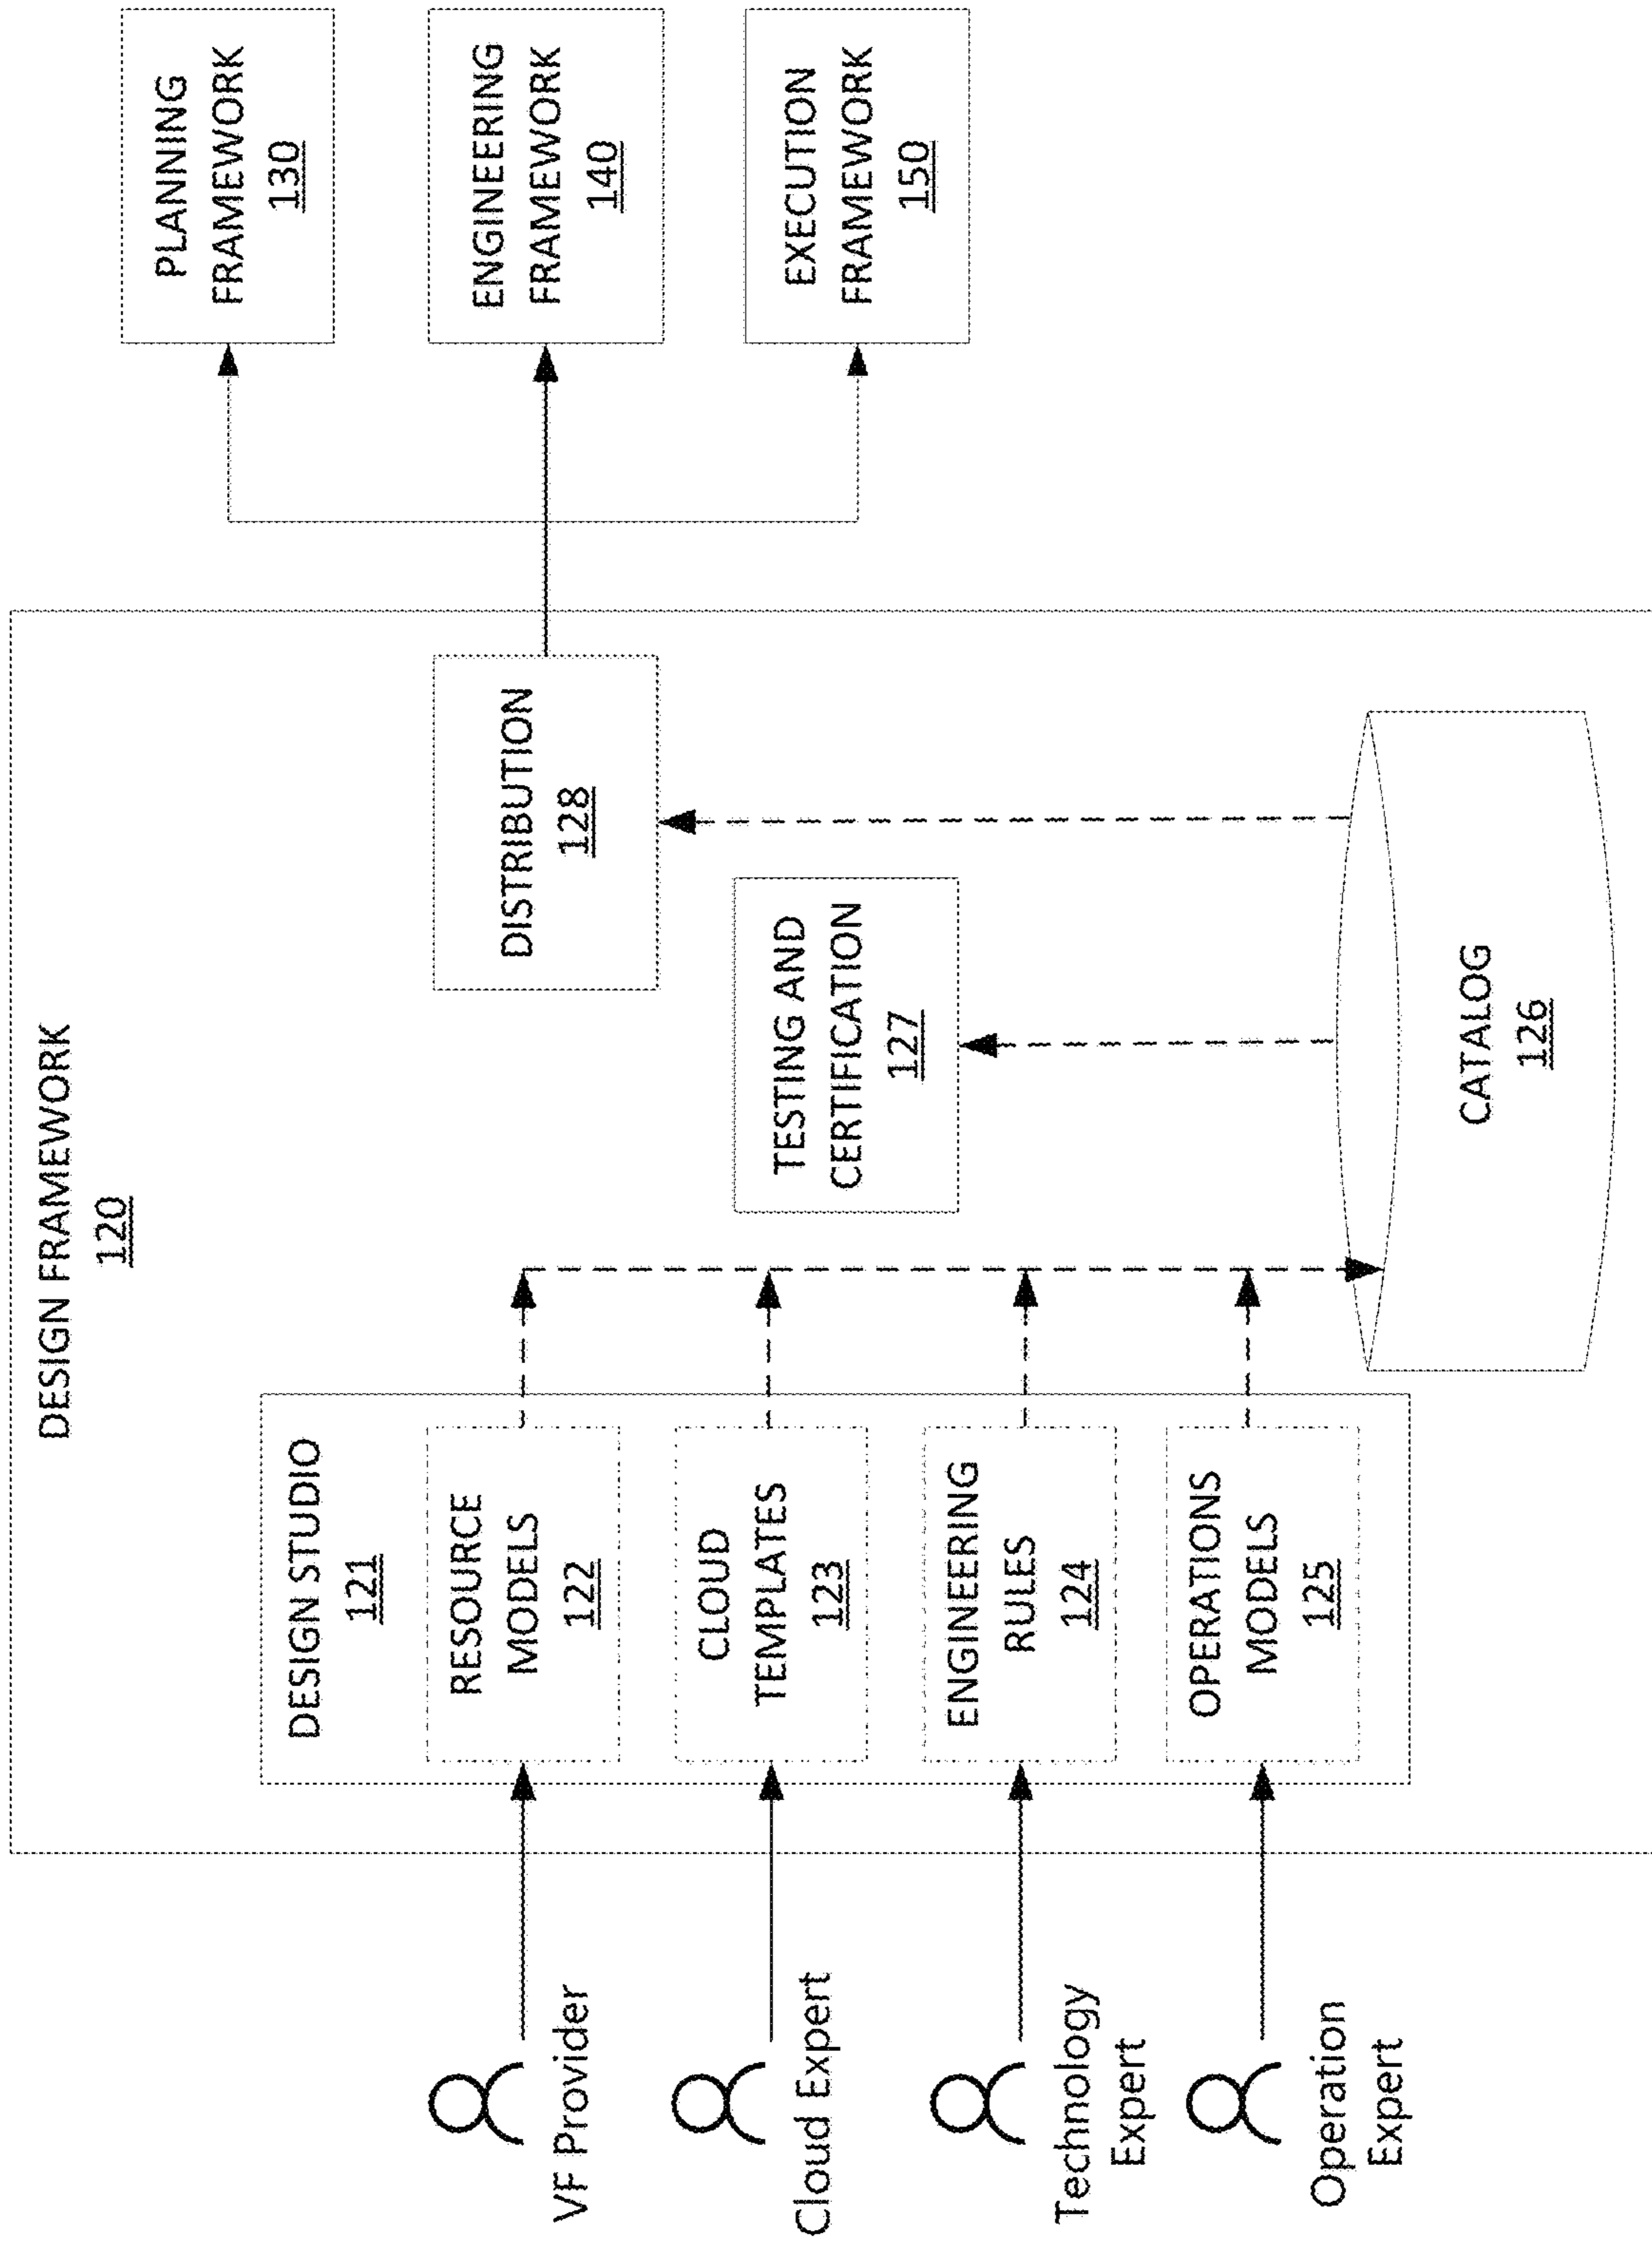 DESIGN FRAMEWORK
120
DESIGN STUDIO
121
RESOURCE
MODELS
122
CLOUD
TEMPLATES
123
ENGINEERING
RULES
124
OPERATIONS
MODELS
125
VF Provider
Cloud Expert
Technology
Expert
Operation
Expert
TESTING AND
CERTIFICATION
127
CATALOG
126
DISTRIBUTION
128
PLANNING
FRAMEWORK
130
ENGINEERING
FRAMEWORK
140
EXECUTION
FRAMEWORK
150